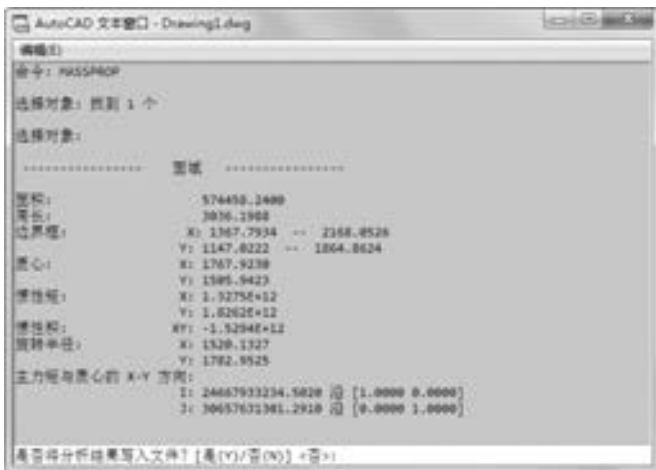 AutoCAD 文本窗口 - Drawing1.dwg
编辑(E)
命令: MASSPROP
选择对象: 找到 1 个
选择对象:
---------------- 面域 ----------------
面积: 574450.2400
周长: 3036.1908
边界框: X: 1367.7934 -- 2168.0526
Y: 1147.0222 -- 1864.8624
质心: X: 1767.9230
Y: 1505.9423
惯性矩: X: 1.3275E+12
Y: 1.8262E+12
惯性积: XY: -1.5294E+12
旋转半径: X: 1520.1327
Y: 1782.9525
主力矩与质心的 X-Y 方向:
I: 24667933234.5020 沿 [1.0000 0.0000]
J: 30657631301.2910 沿 [0.0000 1.0000]
是否将分析结果写入文件？[是(Y)/否(N)] <否>: